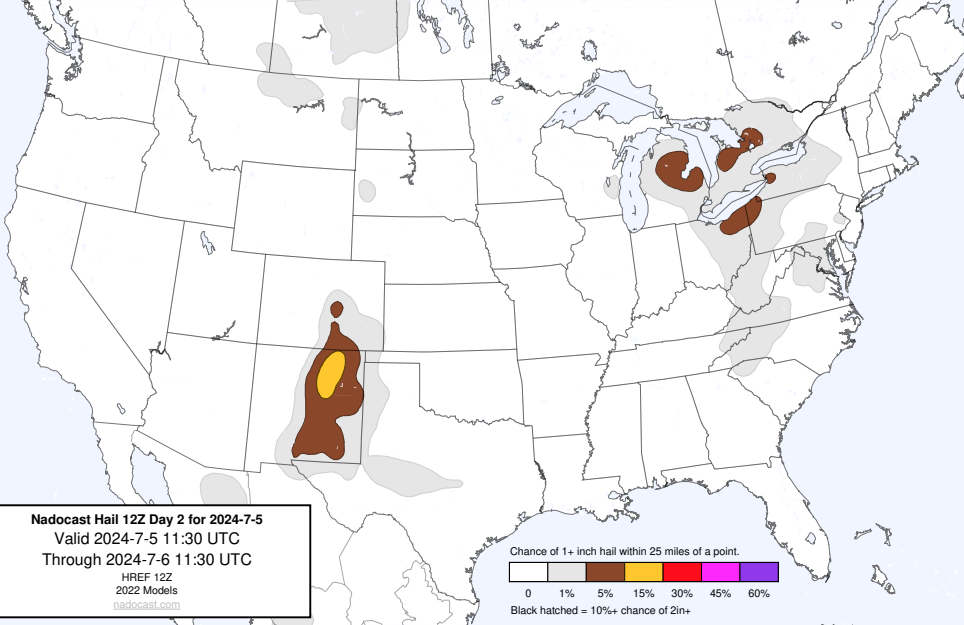 Nadocast Hail 12Z Day 2 for 2024-7-5
Valid 2024-7-5 11:30 UTC
Through 2024-7-6 11:30 UTC
HREF 12Z
2022 Models
nadocast.com
Chance of 1+ inch hail within 25 miles of a point.
0 1% 5% 15% 30% 45% 60%
Black hatched = 10%+ chance of 2in+